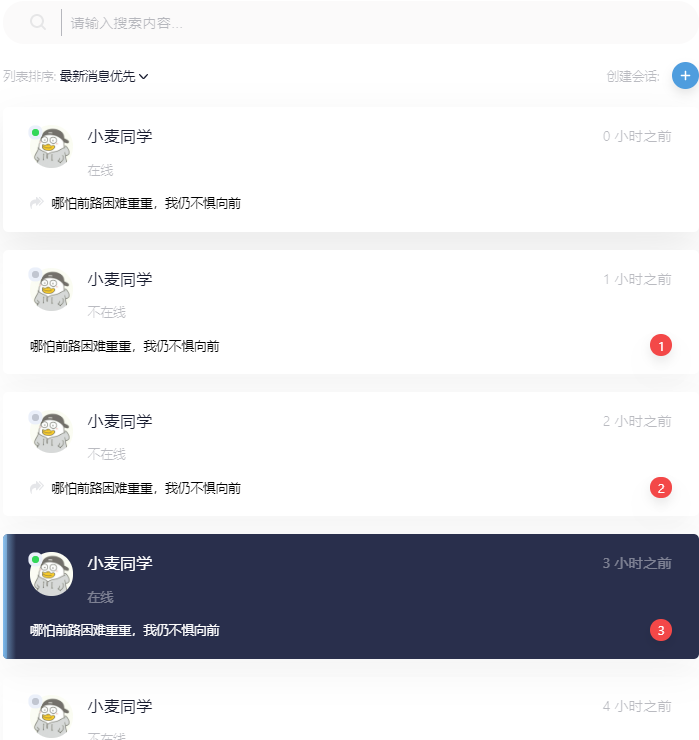 请输入搜索内容...
列表排序: 最新消息优先 创建会话: +
小麦同学 0 小时之前
在线
哪怕前路困难重重，我仍不惧向前
小麦同学 1 小时之前
不在线
哪怕前路困难重重，我仍不惧向前 1
小麦同学 2 小时之前
不在线
哪怕前路困难重重，我仍不惧向前 2
小麦同学 3 小时之前
在线
哪怕前路困难重重，我仍不惧向前 3
小麦同学 4 小时之前
不在线